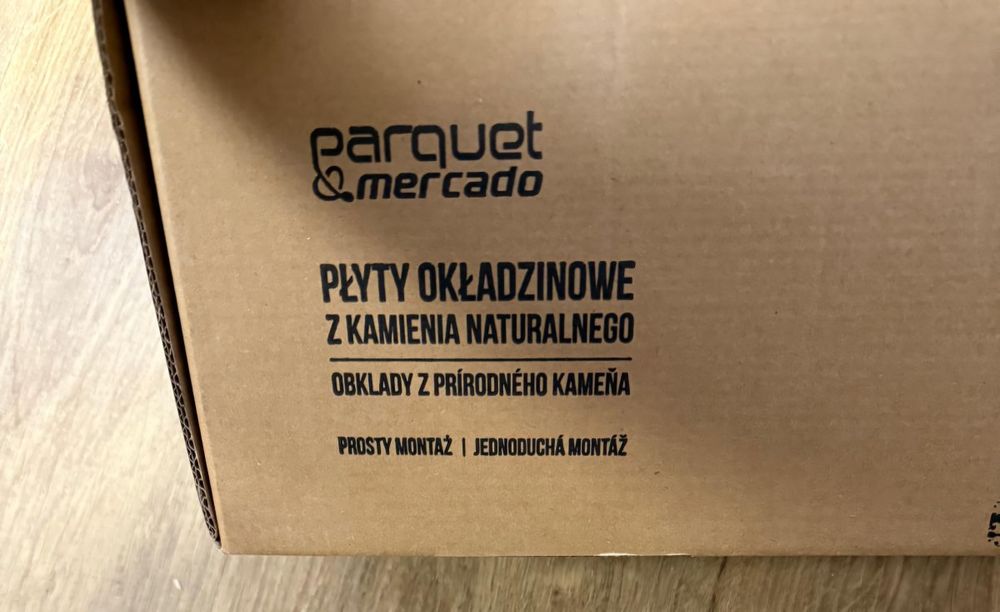 parquet
& mercado
PŁYTY OKŁADZINOWE
Z KAMIENIA NATURALNEGO
OBKLADY Z PRÍRODNÉHO KAMEŇA
PROSTY MONTAŻ | JEDNODUCHÁ MONTÁŽ